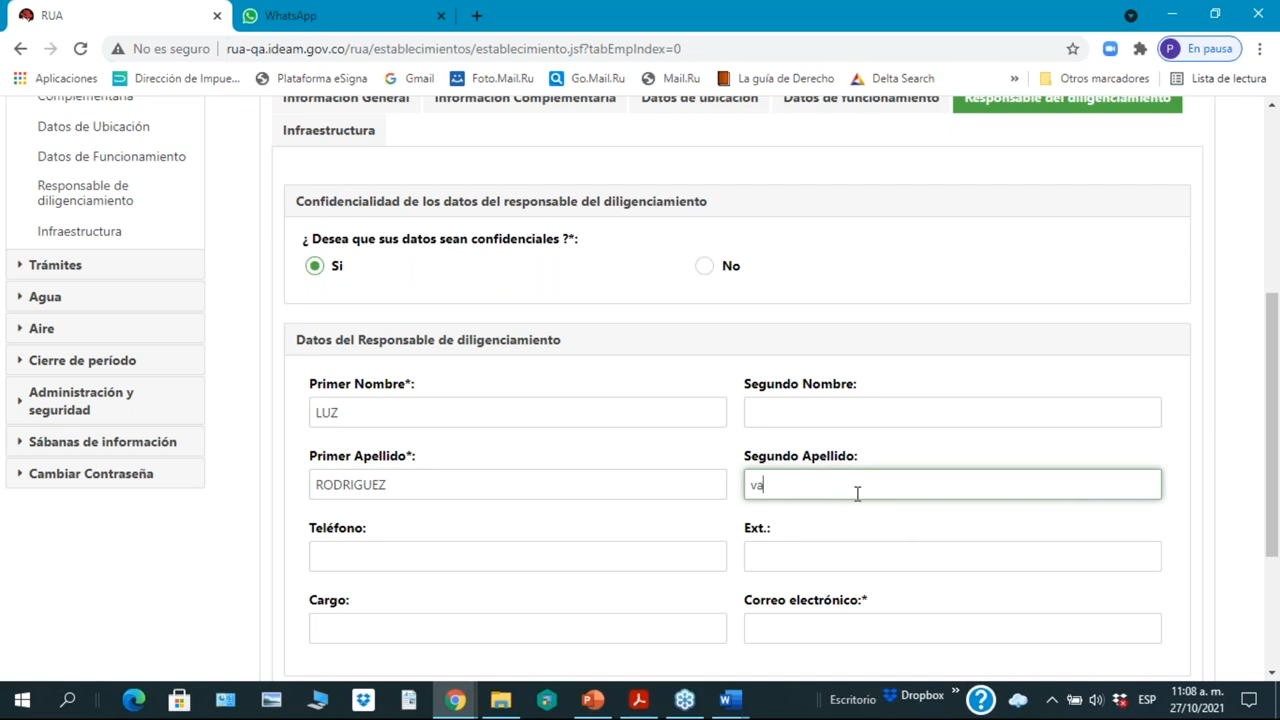 RUA
WhatsApp
No es seguro
rua-qa.ideam.gov.co/rua/establecimientos/establecimiento.jsf?tabEmpIndex=0
P En pausa
Aplicaciones
Dirección de Impue...
Plataforma eSigna
Gmail
Foto.Mail.Ru
Go.Mail.Ru
Mail.Ru
La guía de Derecho
Delta Search
»
Otros marcadores
Lista de lectura
Complementaria
Datos de Ubicación
Datos de Funcionamiento
Responsable de
diligenciamiento
Infraestructura
Trámites
Agua
Aire
Cierre de período
Administración y
seguridad
Sábanas de información
Cambiar Contraseña
Información General
Información Complementaria
Datos de ubicación
Datos de funcionamiento
Responsable del diligenciamiento
Infraestructura
Confidencialidad de los datos del responsable del diligenciamiento
¿ Desea que sus datos sean confidenciales ?*:
Si
No
Datos del Responsable de diligenciamiento
Primer Nombre*:
Segundo Nombre:
LUZ
Primer Apellido*:
Segundo Apellido:
RODRIGUEZ
va
Teléfono:
Ext.:
Cargo:
Correo electrónico:*
Escritorio
Dropbox
»
ESP
11:08 a. m.
27/10/2021